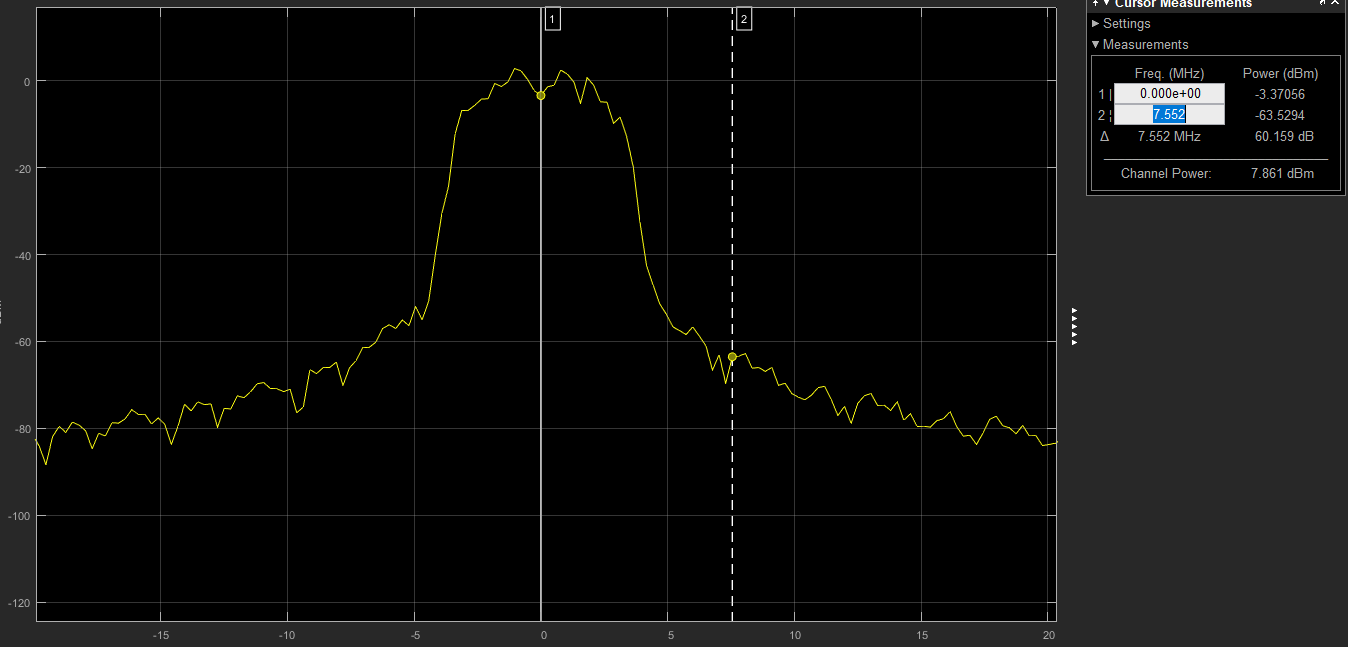 Cursor Measurements
Settings
Measurements
Freq. (MHz) Power (dBm)
1 0.000e+00 -3.37056
2 7.552 -63.5294
Δ 7.552 MHz 60.159 dB
Channel Power: 7.861 dBm
1
2
0
-20
-40
-60
-80
-100
-120
-15 -10 -5 0 5 10 15 20